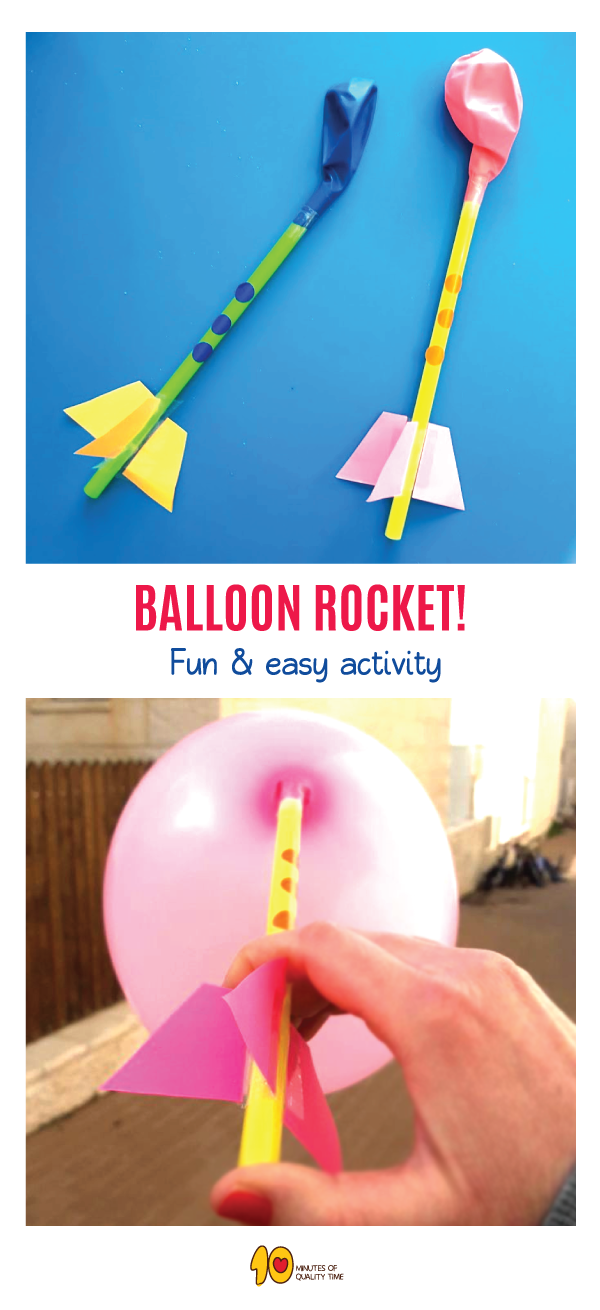 BALLOON ROCKET!
Fun & easy activity
10 MINUTES OF
QUALITY TIME